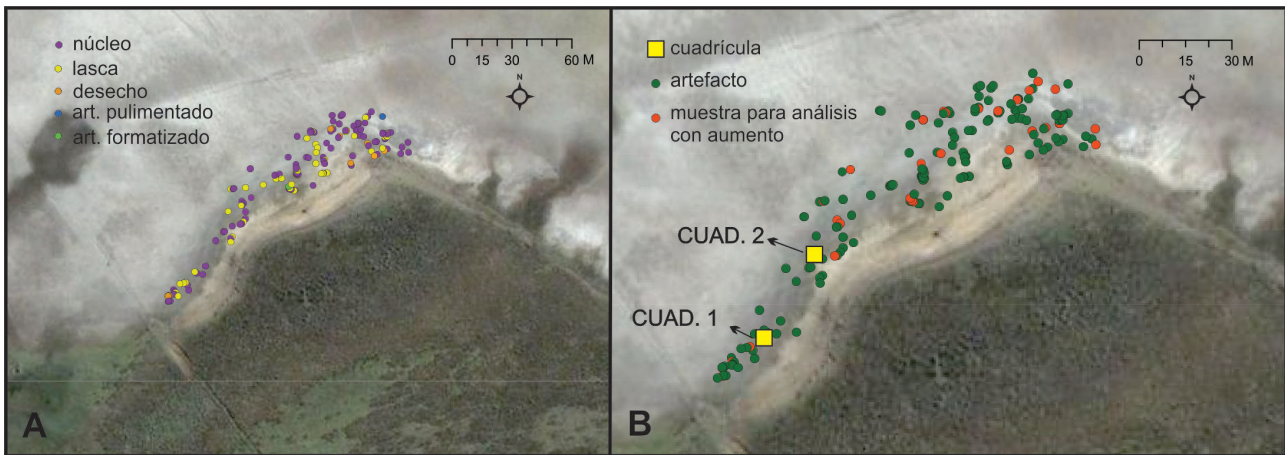 núcleo
lasca
desecho
art. pulimentado
art. formatizado
0 15 30 60 M
N
A
cuadrícula
artefacto
muestra para análisis
con aumento
0 15 30 M
N
CUAD. 2
CUAD. 1
B